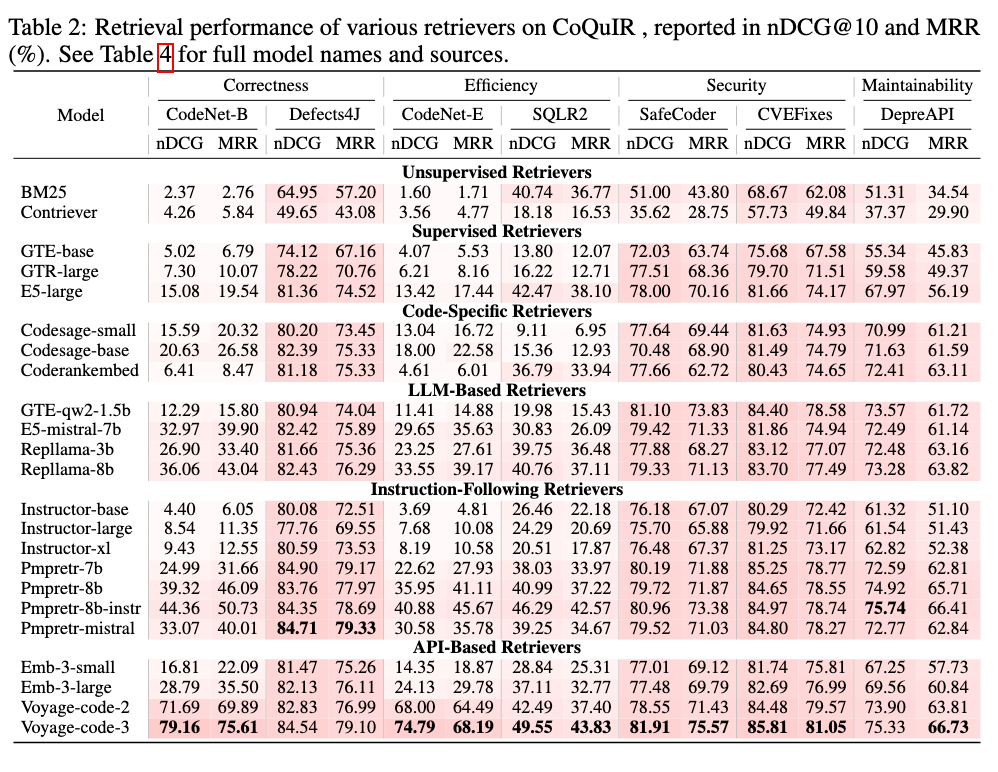 Table 2: Retrieval performance of various retrievers on CoQuIR , reported in nDCG@10 and MRR
(%). See Table 4 for full model names and sources.
Model Correctness Efficiency Security Maintainability
CodeNet-B Defects4J CodeNet-E SQLR2 SafeCoder CVEFixes DepreAPI
nDCG MRR nDCG MRR nDCG MRR nDCG MRR nDCG MRR nDCG MRR nDCG MRR
Unsupervised Retrievers
BM25 2.37 2.76 64.95 57.20 1.60 1.71 40.74 36.77 51.00 43.80 68.67 62.08 51.31 34.54
Contriever 4.26 5.84 49.65 43.08 3.56 4.77 18.18 16.53 35.62 28.75 57.73 49.84 37.37 29.90
Supervised Retrievers
GTE-base 5.02 6.79 74.12 67.16 4.07 5.53 13.80 12.07 72.03 63.74 75.68 67.58 55.34 45.83
GTR-large 7.30 10.07 78.22 70.76 6.21 8.16 16.22 12.71 77.51 68.36 79.70 71.51 59.58 49.37
E5-large 15.08 19.54 81.36 74.52 13.42 17.44 42.47 38.10 78.00 70.16 81.66 74.17 67.97 56.19
Code-Specific Retrievers
Codesage-small 15.59 20.32 80.20 73.45 13.04 16.72 9.11 6.95 77.64 69.44 81.63 74.93 70.99 61.21
Codesage-base 20.63 26.58 82.39 75.33 18.00 22.58 15.36 12.93 70.48 68.90 81.49 74.79 71.63 61.59
Coderankembed 6.41 8.47 81.18 75.33 4.61 6.01 36.79 33.94 77.66 62.72 80.43 74.65 72.41 63.11
LLM-Based Retrievers
GTE-qw2-1.5b 12.29 15.80 80.94 74.04 11.41 14.88 19.98 15.43 81.10 73.83 84.40 78.58 73.57 61.72
E5-mistral-7b 32.97 39.90 82.42 75.89 29.65 35.63 30.83 26.09 79.42 71.33 81.86 74.94 72.49 61.14
Repllama-3b 26.90 33.40 81.66 75.36 23.25 27.61 39.75 36.48 77.88 68.27 83.12 77.07 72.48 63.16
Repllama-8b 36.06 43.04 82.43 76.29 33.55 39.17 40.76 37.11 79.33 71.13 83.70 77.49 73.28 63.82
Instruction-Following Retrievers
Instructor-base 4.40 6.05 80.08 72.51 3.69 4.81 26.46 22.18 76.18 67.07 80.29 72.42 61.32 51.10
Instructor-large 8.54 11.35 77.76 69.55 7.68 10.08 24.29 20.69 75.70 65.88 79.92 71.66 61.54 51.43
Instructor-xl 9.43 12.55 80.59 73.53 8.19 10.58 20.51 17.87 76.48 67.37 81.25 73.17 62.82 52.38
Pmpretr-7b 24.99 31.66 84.90 79.17 22.62 27.93 38.03 33.97 80.19 71.88 85.25 78.77 72.59 62.81
Pmpretr-8b 39.32 46.09 83.76 77.97 35.95 41.11 40.99 37.22 79.72 71.87 84.65 78.55 74.92 65.71
Pmpretr-8b-instr 44.36 50.73 84.35 78.69 40.88 45.67 46.29 42.57 80.96 73.38 84.97 78.74 75.74 66.41
Pmpretr-mistral 33.07 40.01 84.71 79.33 30.58 35.78 39.25 34.67 79.52 71.03 84.80 78.27 72.77 62.84
API-Based Retrievers
Emb-3-small 16.81 22.09 81.47 75.26 14.35 18.87 28.84 25.31 77.01 69.12 81.74 75.81 67.25 57.73
Emb-3-large 28.79 35.50 82.13 76.11 24.13 29.78 37.11 32.77 77.48 69.79 82.69 76.99 69.56 60.84
Voyage-code-2 71.69 69.89 82.83 76.99 68.00 64.49 42.49 37.40 78.55 71.43 84.48 79.57 73.90 63.81
Voyage-code-3 79.16 75.61 84.54 79.10 74.79 68.19 49.55 43.83 81.91 75.57 85.81 81.05 75.33 66.73